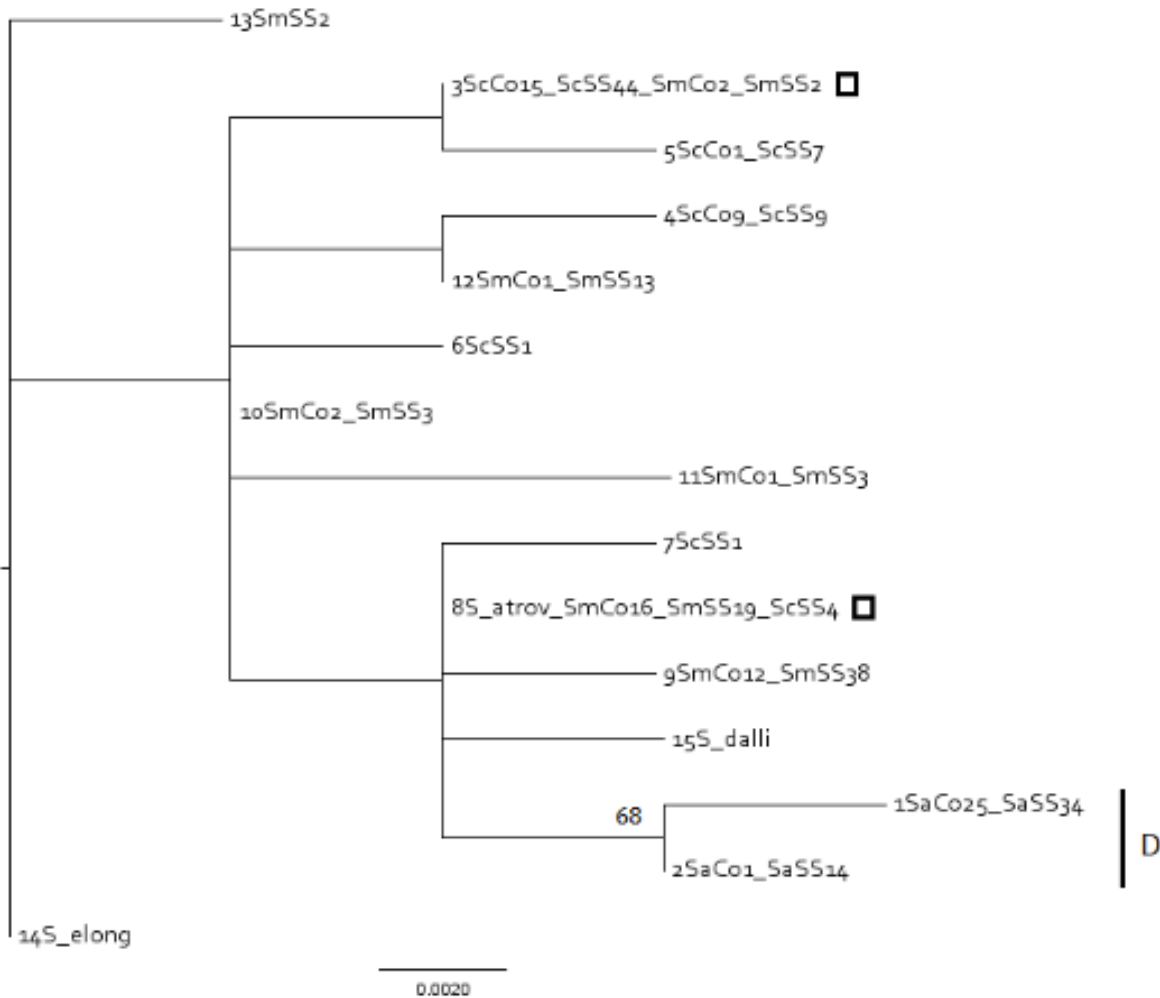 13SmSS2
3ScCo15_ScSS44_SmCo2_SmSS2
5ScCo1_ScSS7
4ScCo9_ScSS9
12SmCo1_SmSS13
6ScSS1
10SmCo2_SmSS3
11SmCo1_SmSS3
7ScSS1
8S_atrov_SmCo16_SmSS19_ScSS4
9SmCo12_SmSS38
15S_dalli
68
1SaCo25_SaSS34
D
2SaCo1_SaSS14
14S_elong
0.0020